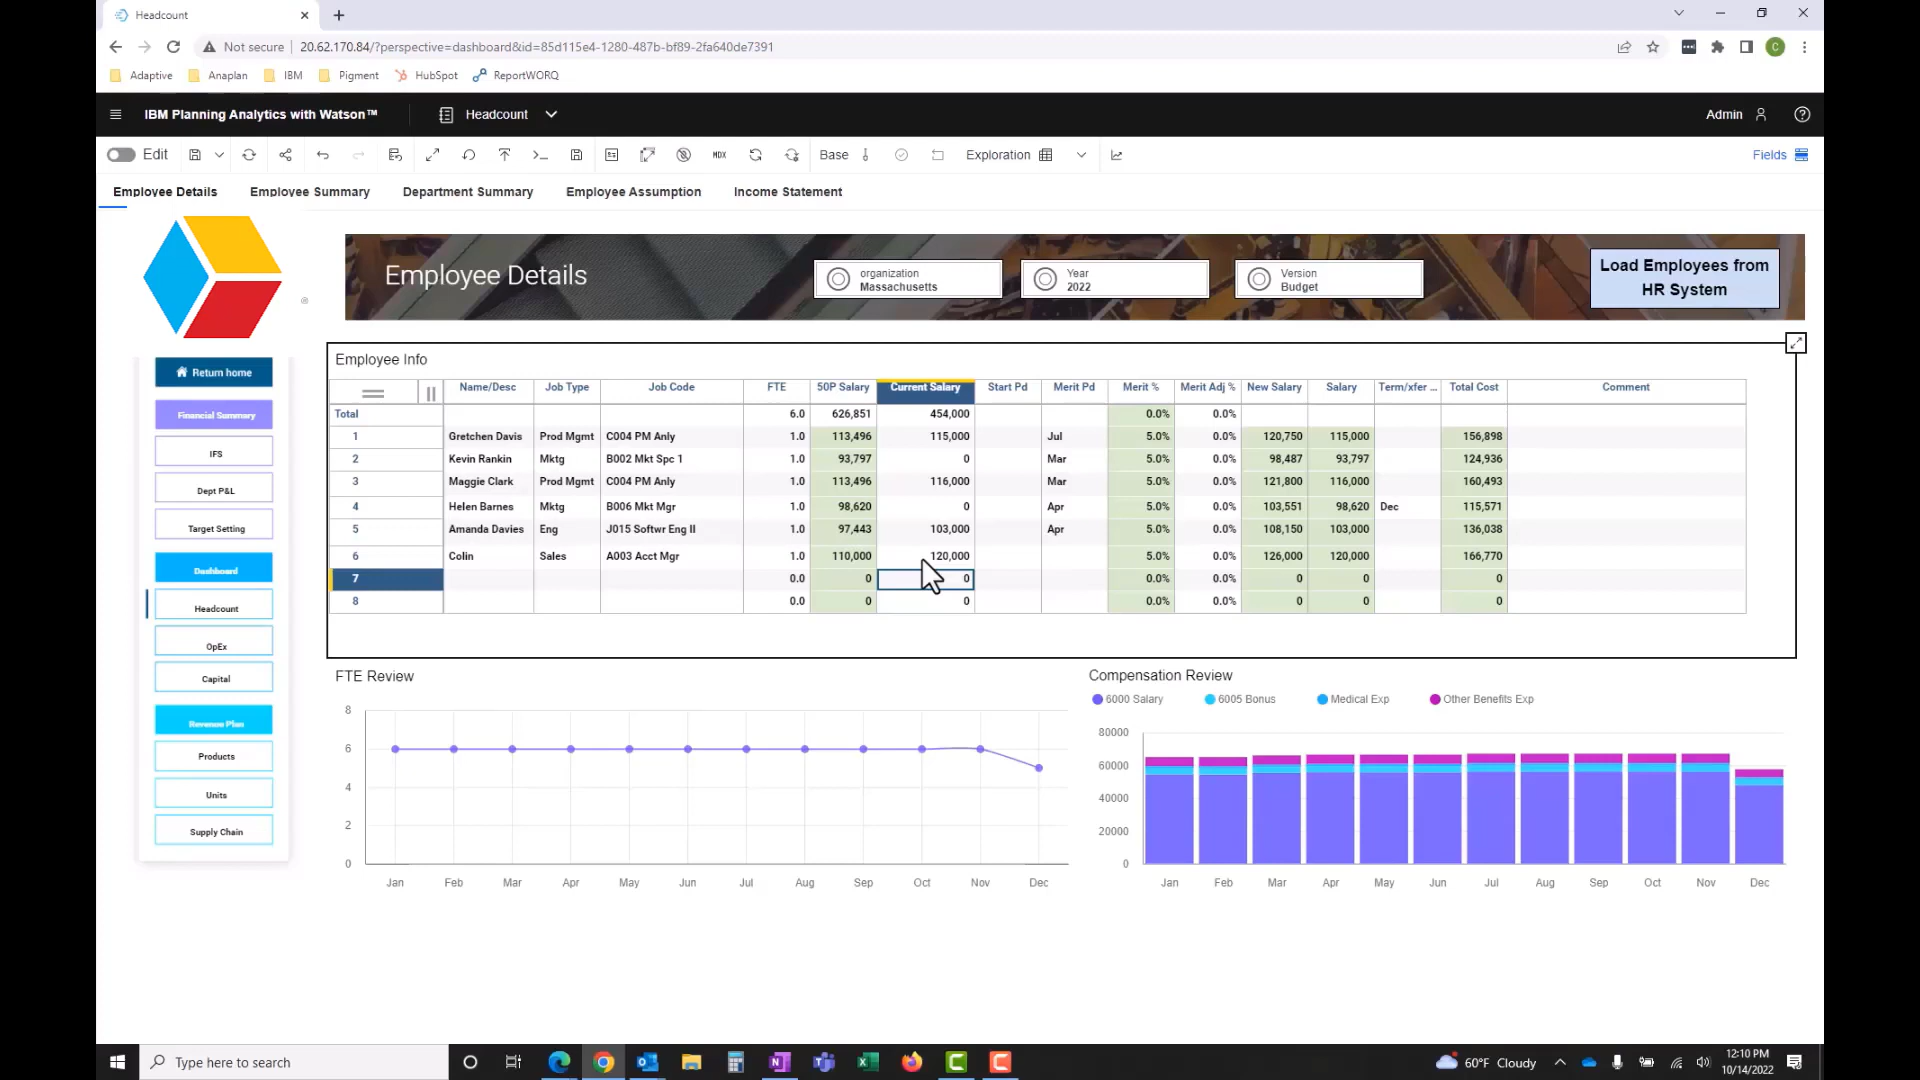 Headcount
Not secure 20.62.170.84/?perspective=dashboard&id=85d115e4-1280-487b-bf89-2fa640de7391
Adaptive Anaplan IBM Pigment HubSpot ReportWORQ
IBM Planning Analytics with Watson™ Headcount Admin
Edit MDX Base Exploration Fields
Employee Details Employee Summary Department Summary Employee Assumption Income Statement
Employee Details
organization
Massachusetts
Year
2022
Version
Budget
Load Employees from
HR System
Return home
Financial Summary
IFS
Dept P&L
Target Setting
Dashboard
Headcount
OpEx
Capital
Revenue Plan
Products
Units
Supply Chain
Employee Info
Name/Desc Job Type Job Code FTE 50P Salary Current Salary Start Pd Merit Pd Merit % Merit Adj % New Salary Salary Term/xfer ... Total Cost Comment
Total 6.0 626,851 454,000 0.0% 0.0%
1 Gretchen Davis Prod Mgmt C004 PM Anly 1.0 113,496 115,000 Jul 5.0% 0.0% 120,750 115,000 156,898
2 Kevin Rankin Mktg B002 Mkt Spc 1 1.0 93,797 0 Mar 5.0% 0.0% 98,487 93,797 124,936
3 Maggie Clark Prod Mgmt C004 PM Anly 1.0 113,496 116,000 Mar 5.0% 0.0% 121,800 116,000 160,493
4 Helen Barnes Mktg B006 Mkt Mgr 1.0 98,620 0 Apr 5.0% 0.0% 103,551 98,620 Dec 115,571
5 Amanda Davies Eng J015 Softwr Eng II 1.0 97,443 103,000 Apr 5.0% 0.0% 108,150 103,000 136,038
6 Colin Sales A003 Acct Mgr 1.0 110,000 120,000 5.0% 0.0% 126,000 120,000 166,770
7 0.0 0 0 0.0% 0.0% 0 0 0
8 0.0 0 0 0.0% 0.0% 0 0 0
FTE Review
8
6
4
2
0
Jan Feb Mar Apr May Jun Jul Aug Sep Oct Nov Dec
Compensation Review
6000 Salary 6005 Bonus Medical Exp Other Benefits Exp
80000
60000
40000
20000
0
Jan Feb Mar Apr May Jun Jul Aug Sep Oct Nov Dec
Type here to search
60°F Cloudy
12:10 PM
10/14/2022